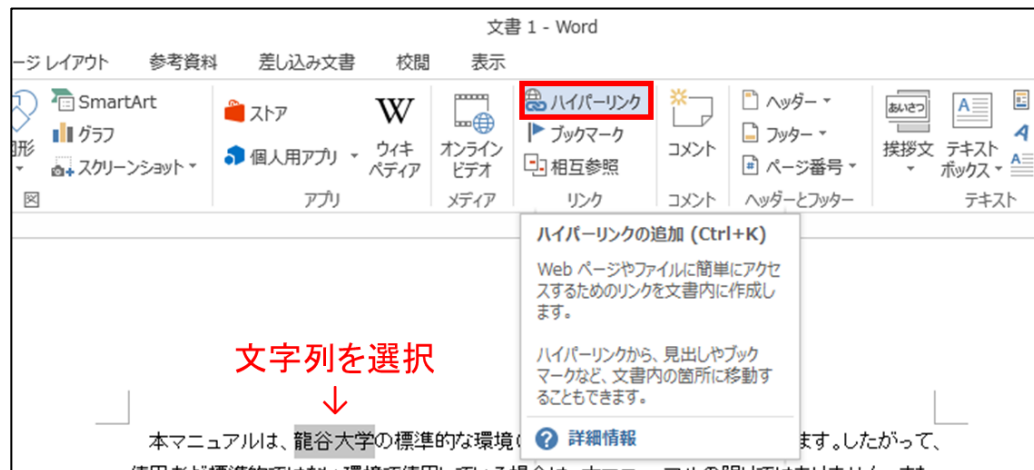 文書 1 - Word
ージ レイアウト 参考資料 差し込み文書 校閲 表示
SmartArt
グラフ
スクリーンショット
図形
図
ストア
個人用アプリ
W
ウィキ
ペディア
アプリ
オンライン
ビデオ
メディア
ハイパーリンク
ブックマーク
相互参照
リンク
コメント
コメント
ヘッダー
フッター
ページ番号
ヘッダーとフッター
あいさつ
挨拶文
A
テキスト
ボックス
テキスト
ハイパーリンクの追加 (Ctrl+K)
Web ページやファイルに簡単にアクセ
スするためのリンクを文書内に作成し
ます。
ハイパーリンクから、見出しやブック
マークなど、文書内の箇所に移動す
ることもできます。
? 詳細情報
文字列を選択
↓
本マニュアルは、龍谷大学の標準的な環境 ます。したがって、